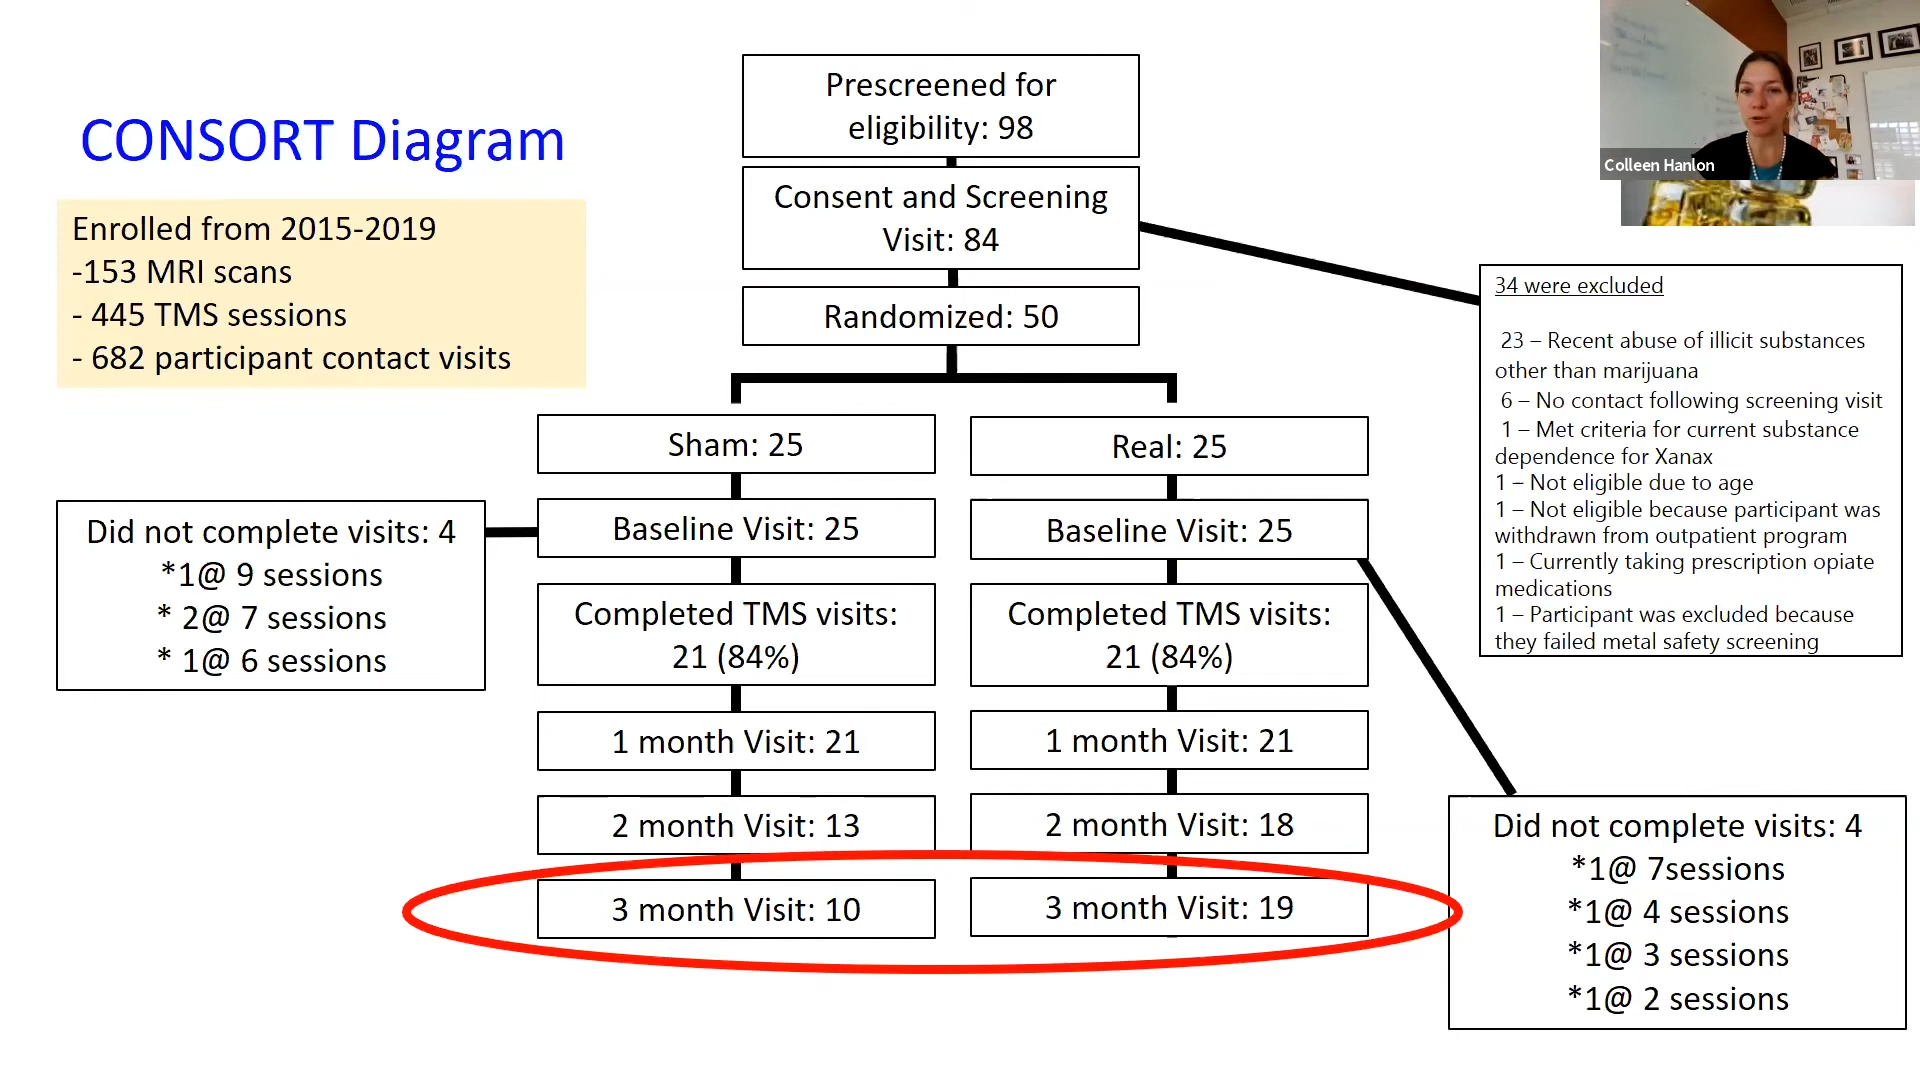 CONSORT Diagram
Enrolled from 2015-2019
-153 MRI scans
- 445 TMS sessions
- 682 participant contact visits
Prescreened for
eligibility: 98
Consent and Screening
Visit: 84
Randomized: 50
Colleen Hanlon
34 were excluded
23 – Recent abuse of illicit substances
other than marijuana
6 – No contact following screening visit
1 – Met criteria for current substance
dependence for Xanax
1 – Not eligible due to age
1 – Not eligible because participant was
withdrawn from outpatient program
1 – Currently taking prescription opiate
medications
1 – Participant was excluded because
they failed metal safety screening
Sham: 25
Baseline Visit: 25
Did not complete visits: 4
*1@ 9 sessions
* 2@ 7 sessions
* 1@ 6 sessions
Completed TMS visits:
21 (84%)
1 month Visit: 21
2 month Visit: 13
3 month Visit: 10
Real: 25
Baseline Visit: 25
Completed TMS visits:
21 (84%)
1 month Visit: 21
2 month Visit: 18
3 month Visit: 19
Did not complete visits: 4
*1@ 7sessions
*1@ 4 sessions
*1@ 3 sessions
*1@ 2 sessions